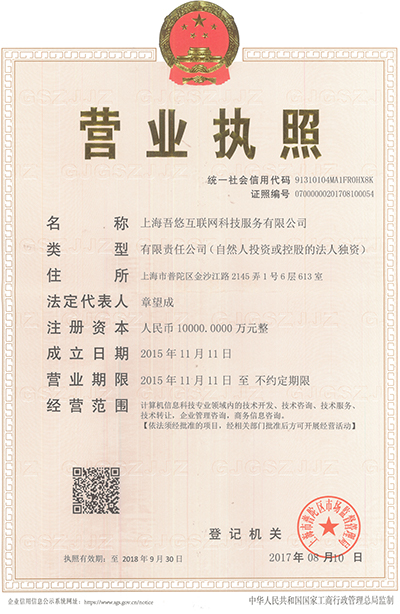 营业执照
统一社会信用代码 91310104MA1FR0HX8K
证照编号 07000000201708100054
名称 上海吾悠互联网科技服务有限公司
类型 有限责任公司（自然人投资或控股的法人独资）
住所 上海市普陀区金沙江路 2145 弄 1 号 6 层 613 室
法定代表人 章望成
注册资本 人民币 10000.0000 万元整
成立日期 2015 年 11 月 11 日
营业期限 2015 年 11 月 11 日 至 不约定期限
经营范围 计算机信息科技专业领域内的技术开发、技术咨询、技术服务、
技术转让，企业管理咨询，商务信息咨询。
【依法须经批准的项目，经相关部门批准后方可开展经营活动】
登记机关
上海市普陀区市场监督管理局
执照有效期：至 2018 年 9 月 30 日
2017 年 08 月 10 日
企业信用信息公示系统网址：https://www.sgs.gov.cn/notice
中华人民共和国国家工商行政管理总局监制